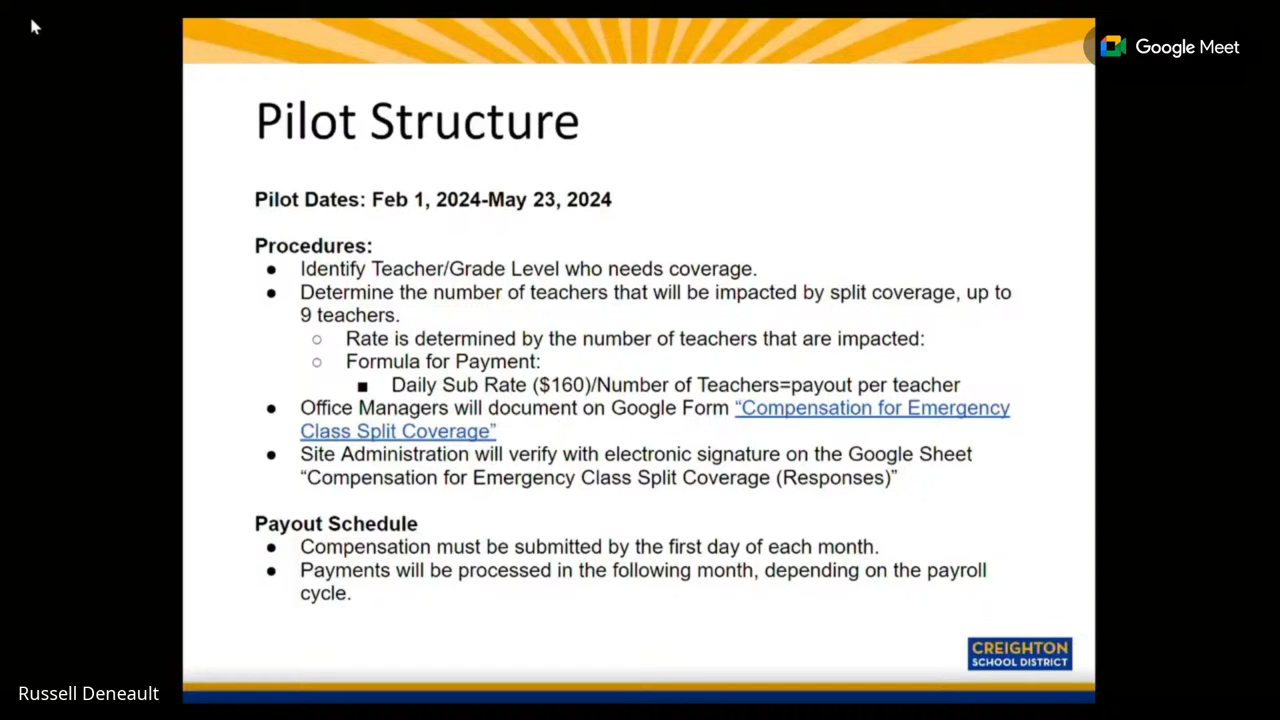 Google Meet
Pilot Structure
Pilot Dates: Feb 1, 2024-May 23, 2024
Procedures:
● Identify Teacher/Grade Level who needs coverage.
● Determine the number of teachers that will be impacted by split coverage, up to
9 teachers.
○ Rate is determined by the number of teachers that are impacted:
○ Formula for Payment:
■ Daily Sub Rate ($160)/Number of Teachers=payout per teacher
● Office Managers will document on Google Form “Compensation for Emergency
Class Split Coverage”
● Site Administration will verify with electronic signature on the Google Sheet
“Compensation for Emergency Class Split Coverage (Responses)”
Payout Schedule
● Compensation must be submitted by the first day of each month.
● Payments will be processed in the following month, depending on the payroll
cycle.
CREIGHTON
SCHOOL DISTRICT
Russell Deneault